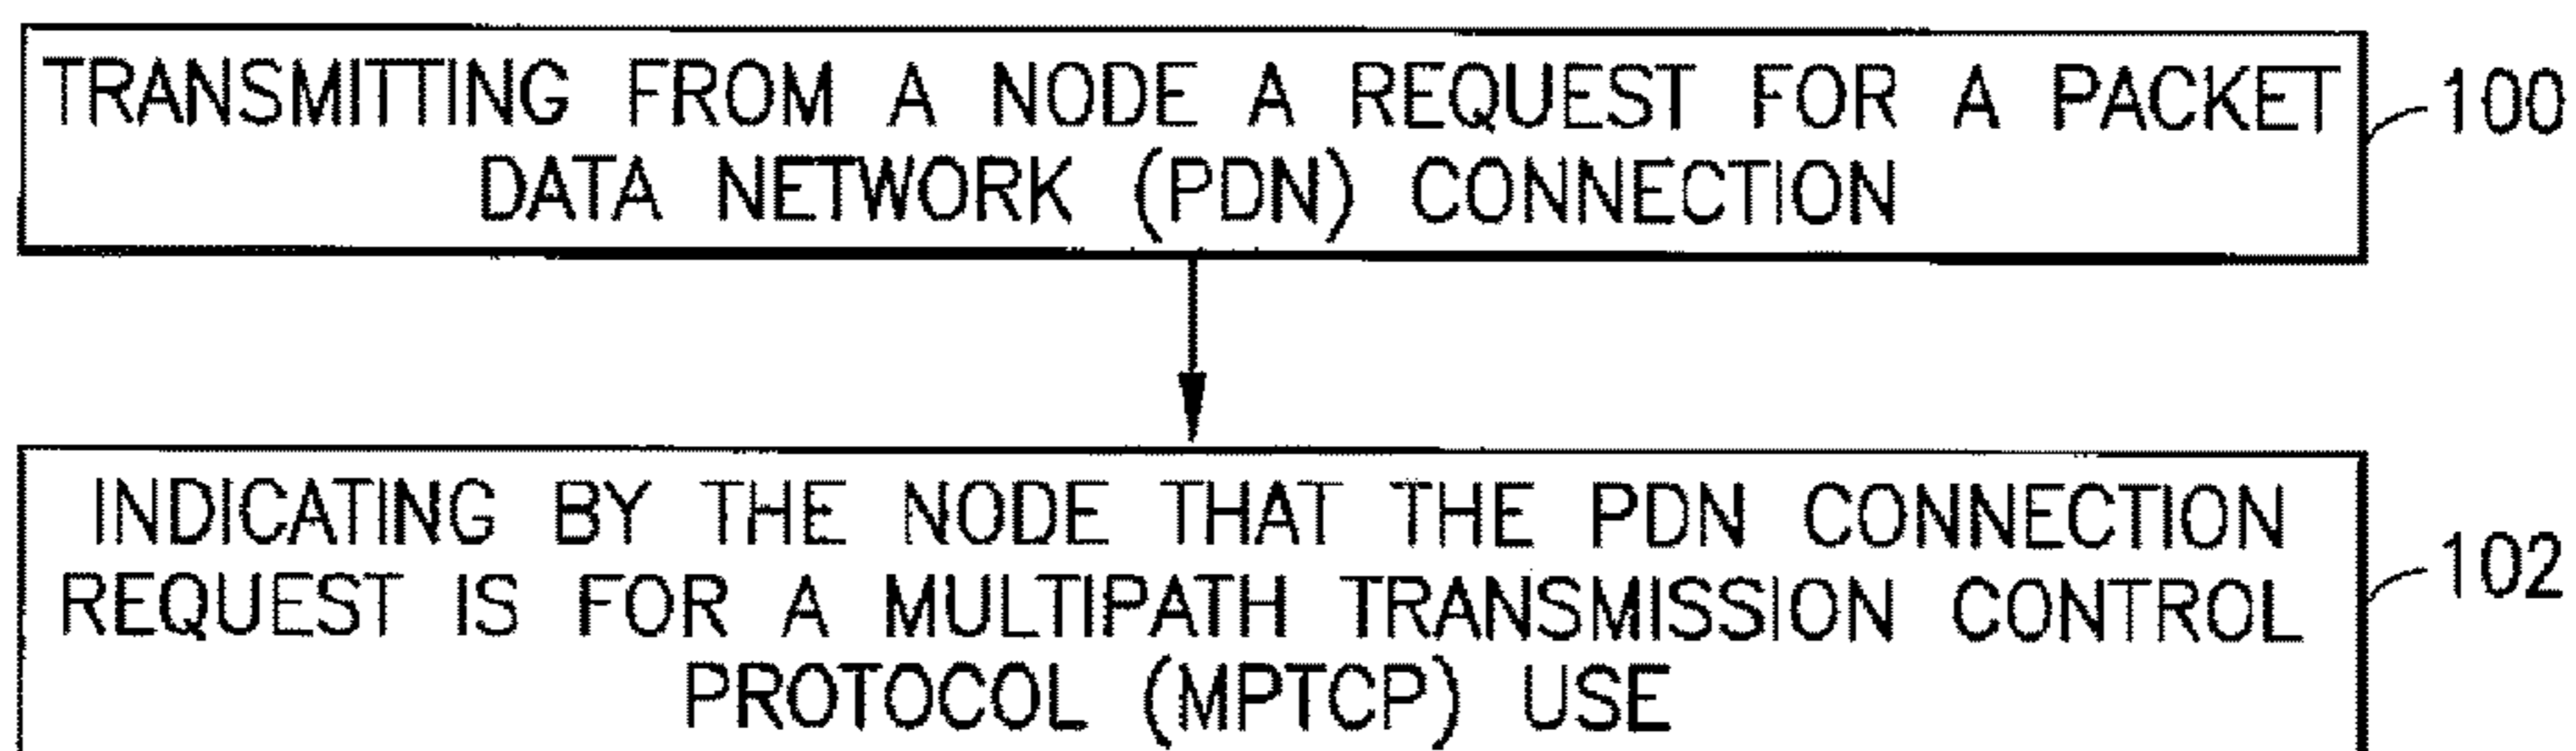 TRANSMITTING FROM A NODE A REQUEST FOR A PACKET
DATA NETWORK (PDN) CONNECTION
100
INDICATING BY THE NODE THAT THE PDN CONNECTION
REQUEST IS FOR A MULTIPATH TRANSMISSION CONTROL
PROTOCOL (MPTCP) USE
102